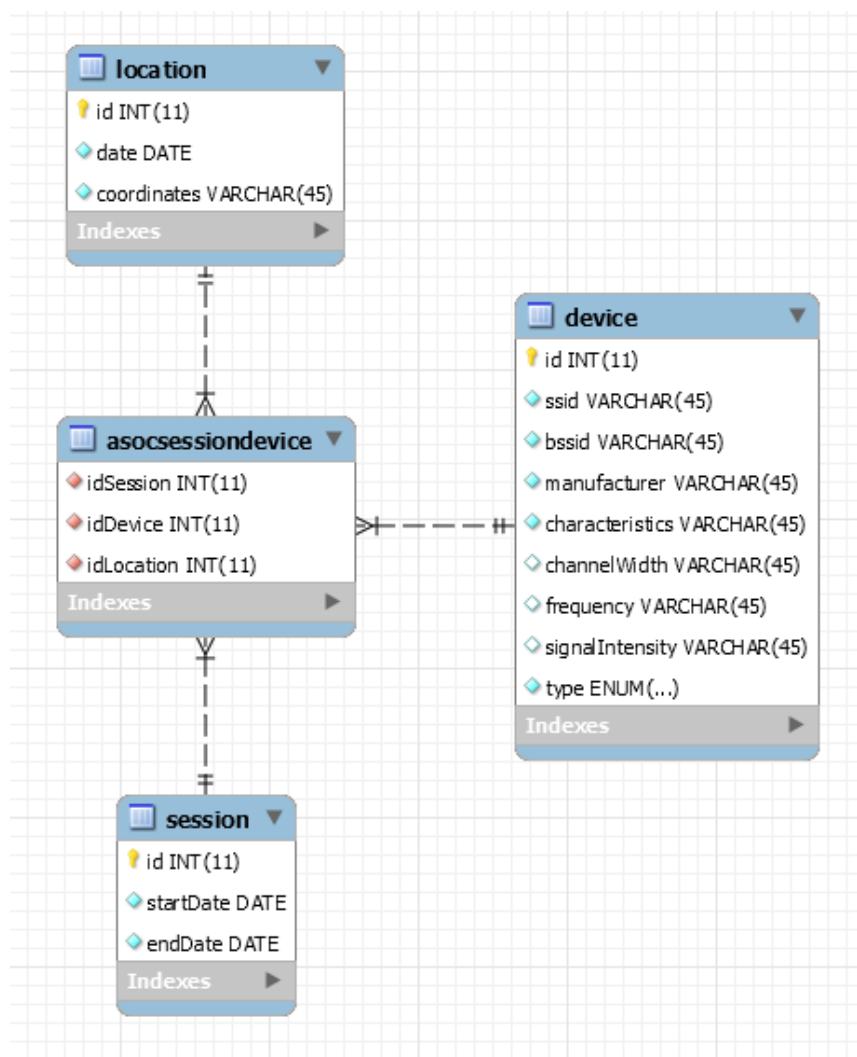 location
id INT(11)
date DATE
coordinates VARCHAR(45)
Indexes
asocsessiondevice
idSession INT(11)
idDevice INT(11)
idLocation INT(11)
Indexes
device
id INT(11)
ssid VARCHAR(45)
bssid VARCHAR(45)
manufacturer VARCHAR(45)
characteristics VARCHAR(45)
channelWidth VARCHAR(45)
frequency VARCHAR(45)
signalIntensity VARCHAR(45)
type ENUM(...)
Indexes
session
id INT(11)
startDate DATE
endDate DATE
Indexes